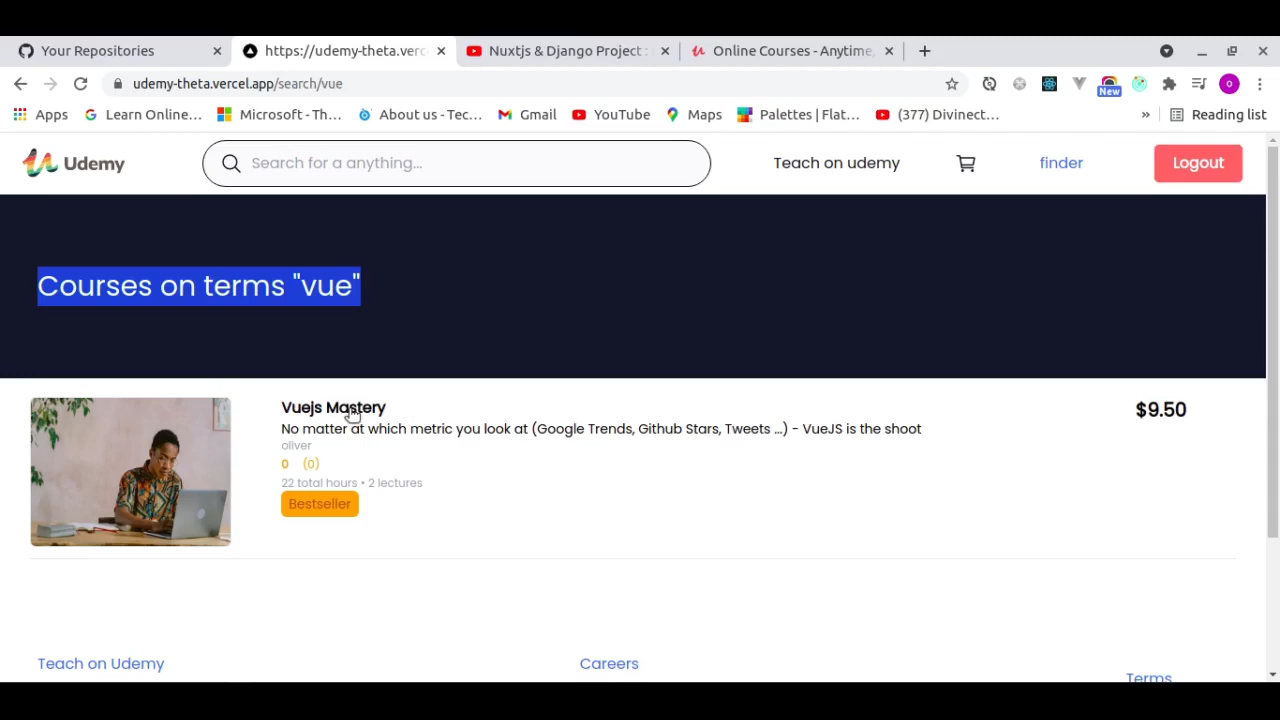 Your Repositories
https://udemy-theta.verc
Nuxtjs & Django Project :
Online Courses - Anytime,
udemy-theta.vercel.app/search/vue
New
o
Apps
Learn Online...
Microsoft - Th...
About us - Tec...
Gmail
YouTube
Maps
Palettes | Flat...
(377) Divinect...
»
Reading list
Udemy
Search for a anything...
Teach on udemy
finder
Logout
Courses on terms "vue"
Vuejs Mastery
$9.50
No matter at which metric you look at (Google Trends, Github Stars, Tweets ...) - VueJS is the shoot
oliver
0 (0)
22 total hours • 2 lectures
Bestseller
Teach on Udemy
Careers
Terms